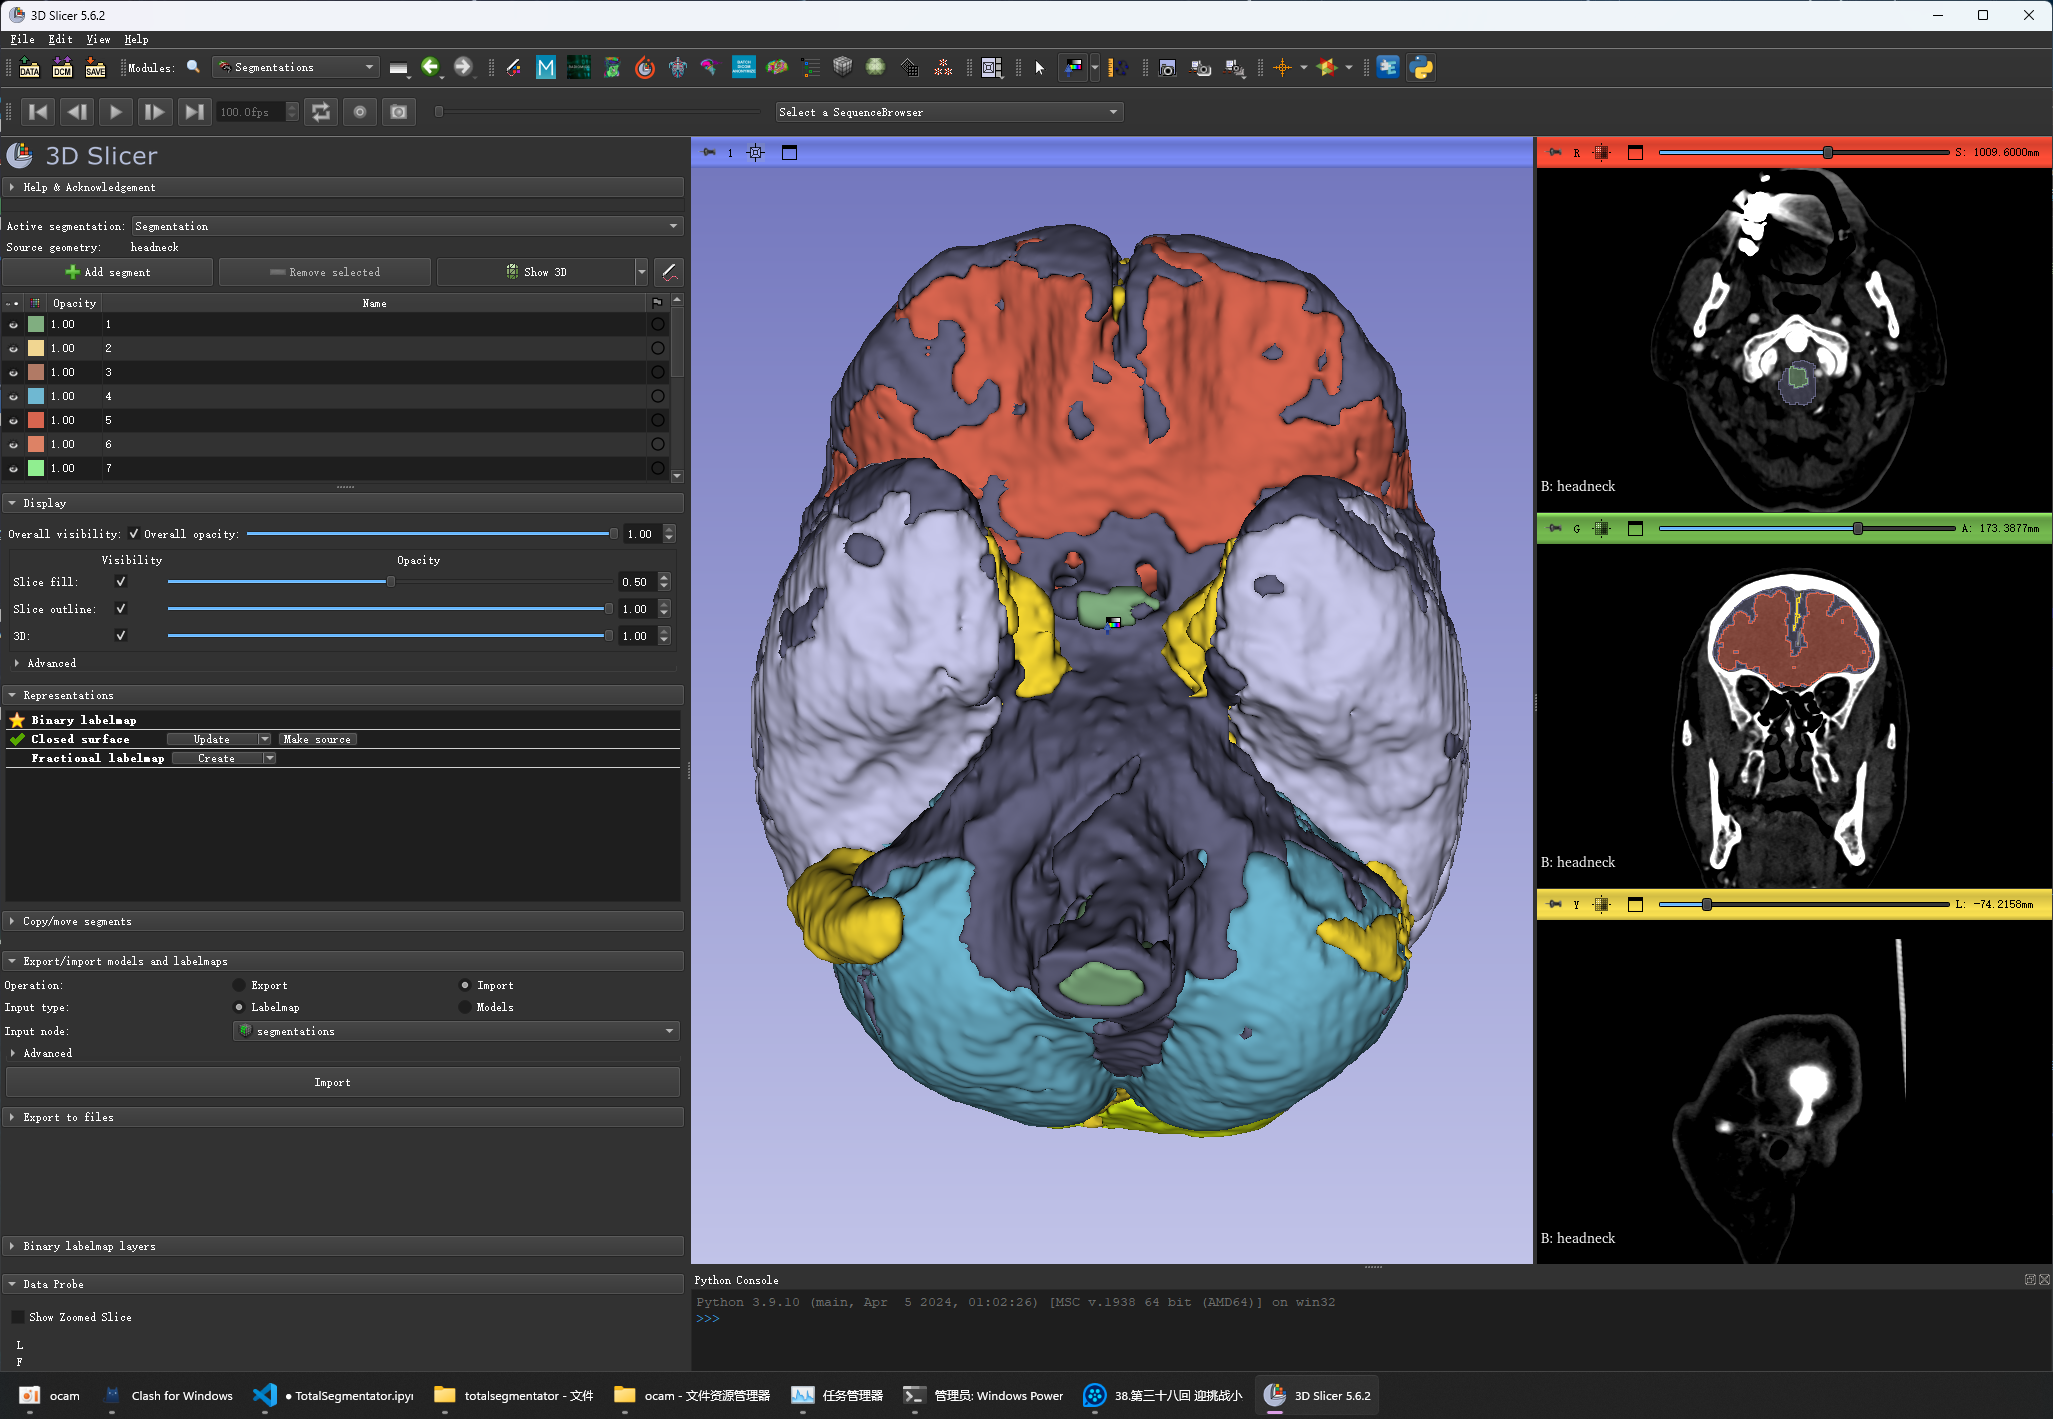 3D Slicer 5.6.2
File Edit View Help
DATA DCM SAVE Modules: Segmentations
100.0fps Select a SequenceBrowser
3D Slicer
Help & Acknowledgement
Active segmentation: Segmentation
Source geometry: headneck
Add segment Remove selected Show 3D
Opacity Name
1.00 1
1.00 2
1.00 3
1.00 4
1.00 5
1.00 6
1.00 7
Display
Overall visibility: Overall opacity: 1.00
Visibility Opacity
Slice fill: 0.50
Slice outline: 1.00
3D: 1.00
Advanced
Representations
Binary labelmap
Closed surface Update Make source
Fractional labelmap Create
Copy/move segments
Export/import models and labelmaps
Operation: Export Import
Input type: Labelmap Models
Input node: segmentations
Advanced
Import
Export to files
Binary labelmap layers
Data Probe
Show Zoomed Slice
L
F
1
R S: 1009.6000mm
B: headneck
G A: 173.3877mm
B: headneck
Y L: -74.2158mm
B: headneck
Python Console
Python 3.9.10 (main, Apr  5 2024, 01:02:26) [MSC v.1938 64 bit (AMD64)] on win32
>>>
ocam Clash for Windows ● TotalSegmentator.ipyr totalsegmentator - 文件 ocam - 文件资源管理器 任务管理器 管理员: Windows Power 38.第三十八回 迎挑战小 3D Slicer 5.6.2